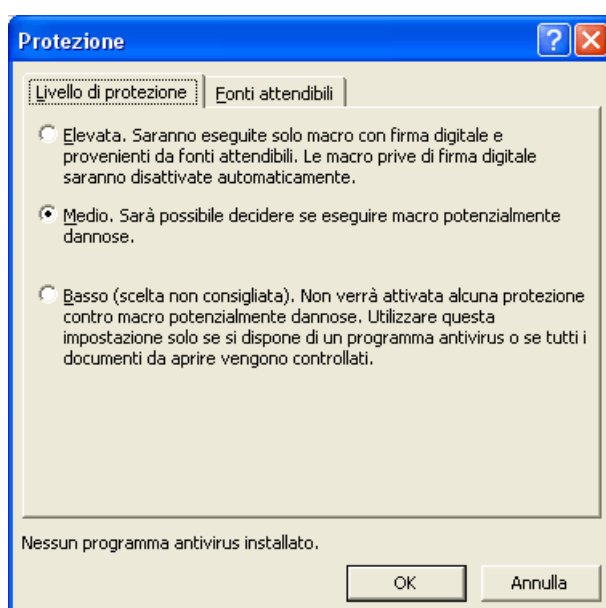 Protezione
Livello di protezione
Fonti attendibili
Elevata. Saranno eseguite solo macro con firma digitale e
provenienti da fonti attendibili. Le macro prive di firma digitale
saranno disattivate automaticamente.
Medio. Sarà possibile decidere se eseguire macro potenzialmente
dannose.
Basso (scelta non consigliata). Non verrà attivata alcuna protezione
contro macro potenzialmente dannose. Utilizzare questa
impostazione solo se si dispone di un programma antivirus o se tutti i
documenti da aprire vengono controllati.
Nessun programma antivirus installato.
OK
Annulla